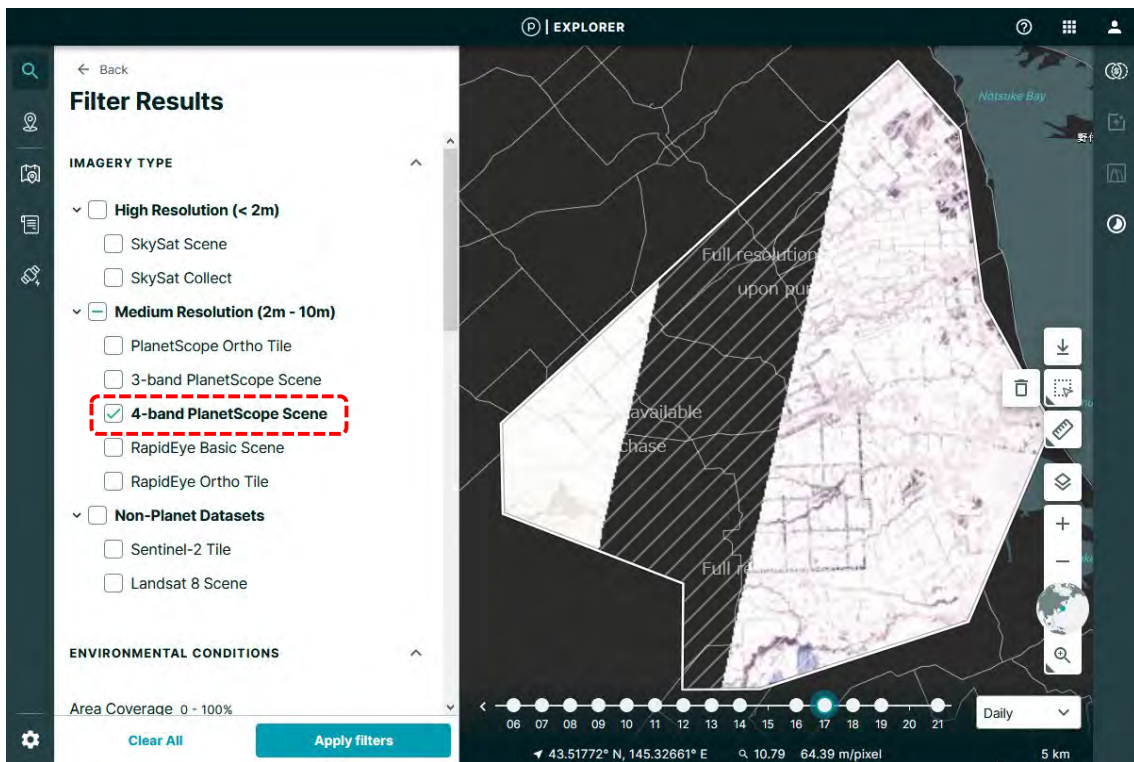 EXPLORER
Back
Filter Results
IMAGERY TYPE
High Resolution (< 2m)
SkySat Scene
SkySat Collect
Medium Resolution (2m - 10m)
PlanetScope Ortho Tile
3-band PlanetScope Scene
4-band PlanetScope Scene
RapidEye Basic Scene
RapidEye Ortho Tile
Non-Planet Datasets
Sentinel-2 Tile
Landsat 8 Scene
ENVIRONMENTAL CONDITIONS
Area Coverage 0 - 100%
Clear All
Apply filters
Notsuke Bay
野付
Full resolution
upon pur
available
chase
Full re
06 07 08 09 10 11 12 13 14 15 16 17 18 19 20 21
Daily
43.51772° N, 145.32661° E 10.79 64.39 m/pixel 5 km